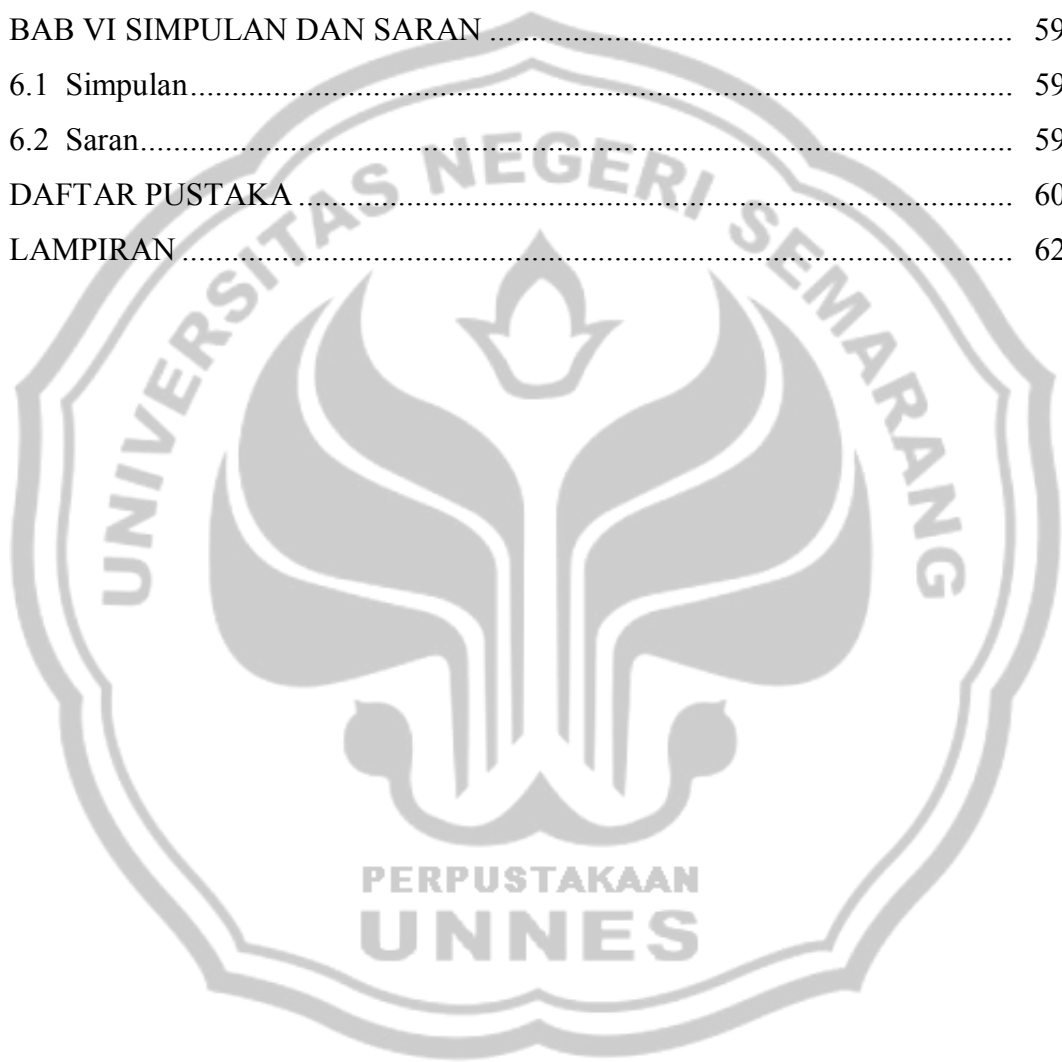 BAB VI SIMPULAN DAN SARAN ........................................................................ 59
6.1 Simpulan................................................................................................................. 59
6.2 Saran....................................................................................................................... 59
DAFTAR PUSTAKA ................................................................................................. 60
LAMPIRAN ................................................................................................................ 62
UNIVERSITAS NEGERI SEMARANG
PERPUSTAKAAN
UNNES